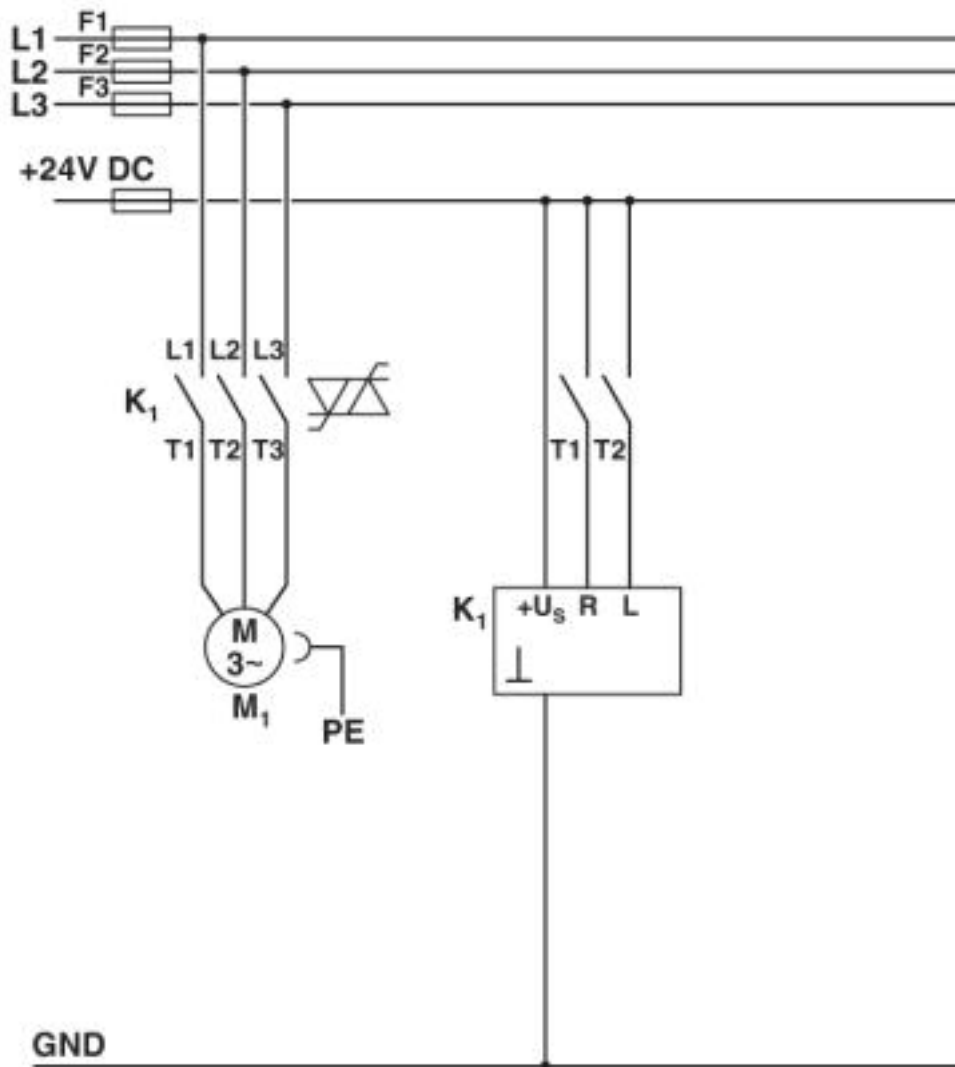 F1
L1
F2
L2
F3
L3
+24V DC
L1 L2 L3
K1
T1 T2 T3
T1 T2
K1 +US R L
M
3~
M1
PE
GND